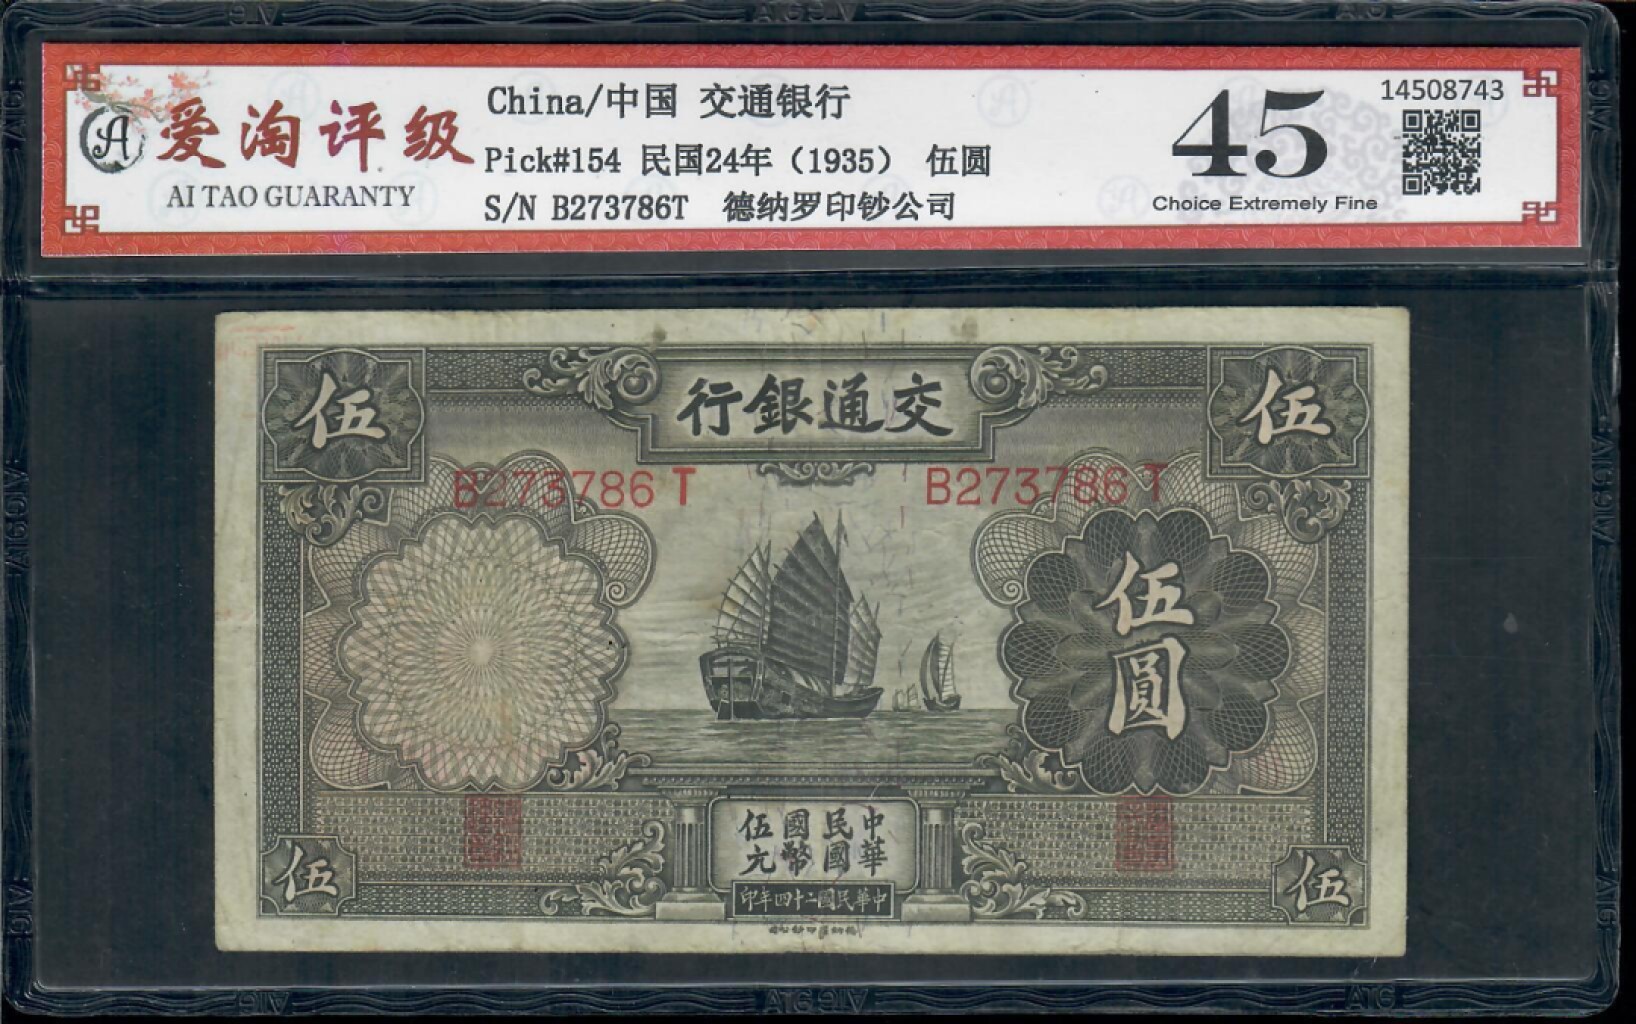 China/中国 交通银行
14508743
爱淘评级
Pick#154 民国24年（1935） 伍圆
45
AI TAO GUARANTY
S/N B273786T 德纳罗印钞公司
Choice Extremely Fine
伍
行銀通交
伍
B273786T
B273786T
伍圓
中華民國國幣伍元
伍
伍
印年四十二國民華中